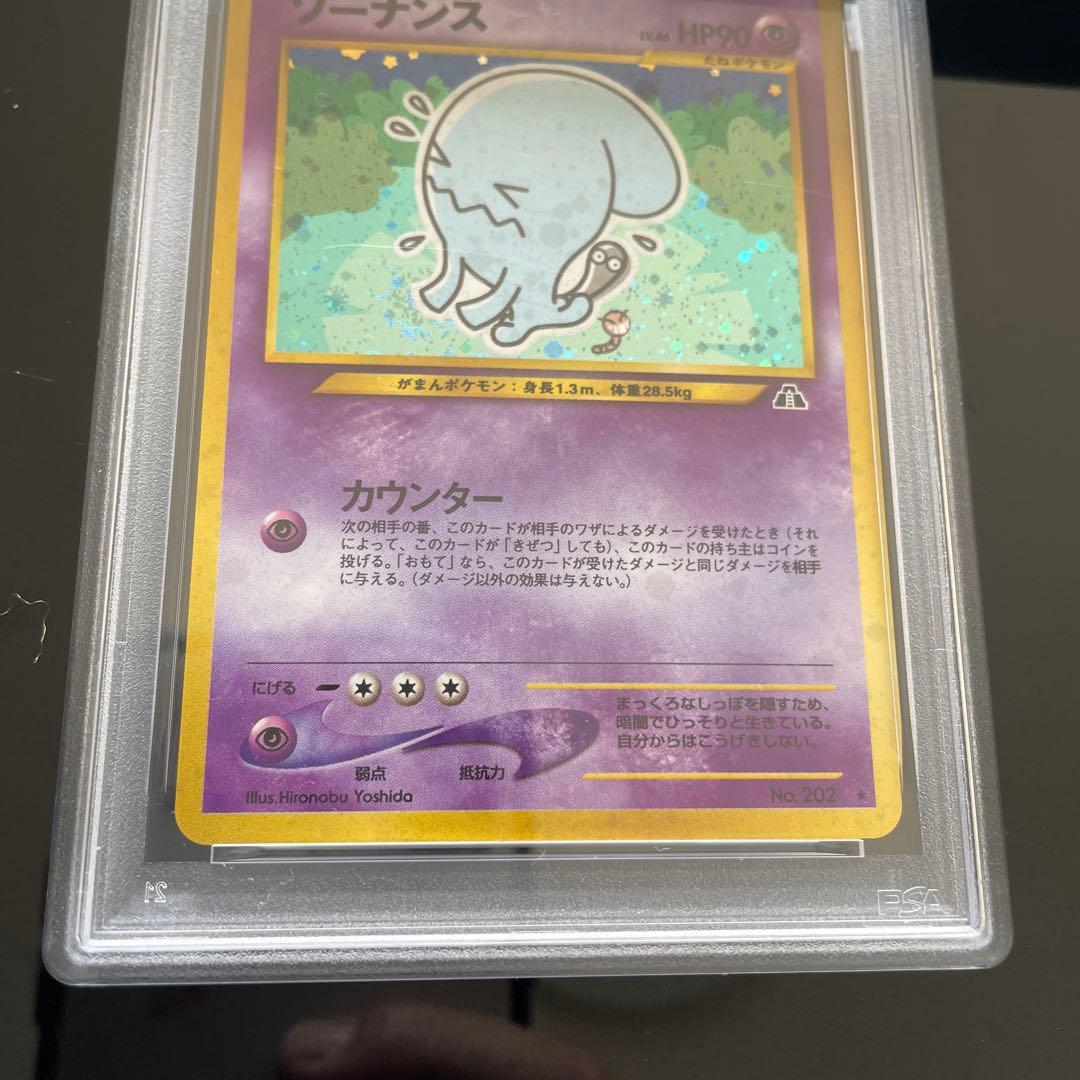 ソーナンス
LV.46 HP90
たねポケモン
がまんポケモン：身長1.3m、体重28.5kg
カウンター
次の相手の番、このカードが相手のワザによるダメージを受けたとき（それ
によって、このカードが「きぜつ」しても）、このカードの持ち主はコインを
投げる。「おもて」なら、このカードが受けたダメージと同じダメージを相手
に与える。（ダメージ以外の効果は与えない。）
にげる
まっくろなしっぽを隠すため、
暗闇でひっそりと生きている。
自分からはこうげきしない。
弱点 抵抗力
Illus.Hironobu Yoshida
No. 202 ★
21
PSA